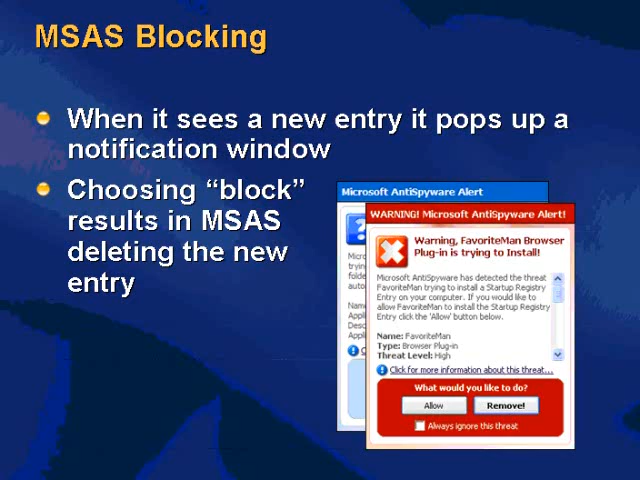 MSAS Blocking
When it sees a new entry it pops up a
notification window
Choosing “block”
results in MSAS
deleting the new
entry
Microsoft AntiSpyware Alert
WARNING! Microsoft AntiSpyware Alert!
Warning, FavoriteMan Browser
Plug-in is trying to Install!
Microsoft AntiSpyware has detected the threat
FavoriteMan trying to install a Startup Registry
Entry on your computer. If you would like to
allow FavoriteMan to install the Startup Registry
Entry click the 'Allow' button below.
Name: FavoriteMan
Type: Browser Plug-in
Threat Level: High
Click for more information about this threat...
What would you like to do?
Allow
Remove!
Always ignore this threat